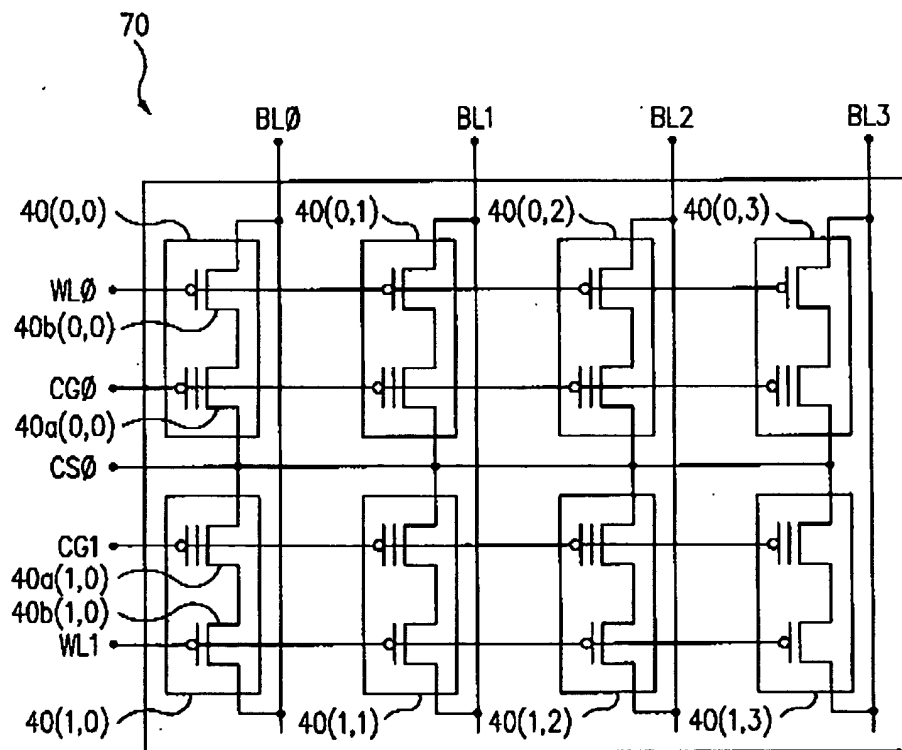 70
BLØ BL1 BL2 BL3
40(0,0) 40(0,1) 40(0,2) 40(0,3)
WLØ
40b(0,0)
CGØ
40a(0,0)
CSØ
CG1
40a(1,0)
40b(1,0)
WL1
40(1,0) 40(1,1) 40(1,2) 40(1,3)